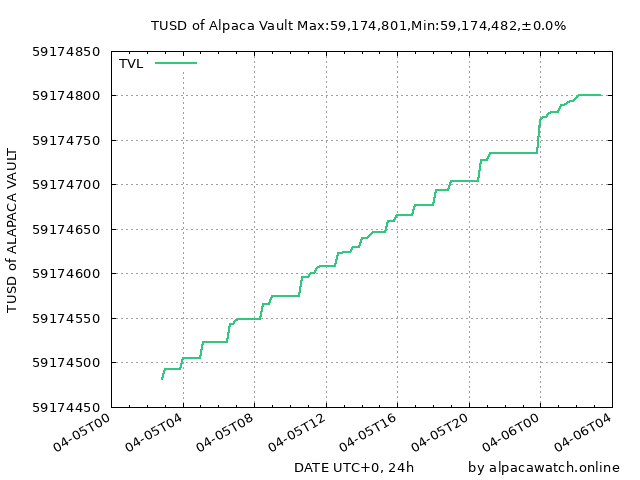 TUSD of Alpaca Vault Max:59,174,801,Min:59,174,482,±0.0%
TVL
59174850
59174800
59174750
59174700
59174650
59174600
59174550
59174500
59174450
TUSD of ALAPACA VAULT
04-05T00
04-05T04
04-05T08
04-05T12
04-05T16
04-05T20
04-06T00
04-06T04
DATE UTC+0, 24h
by alpacawatch.online